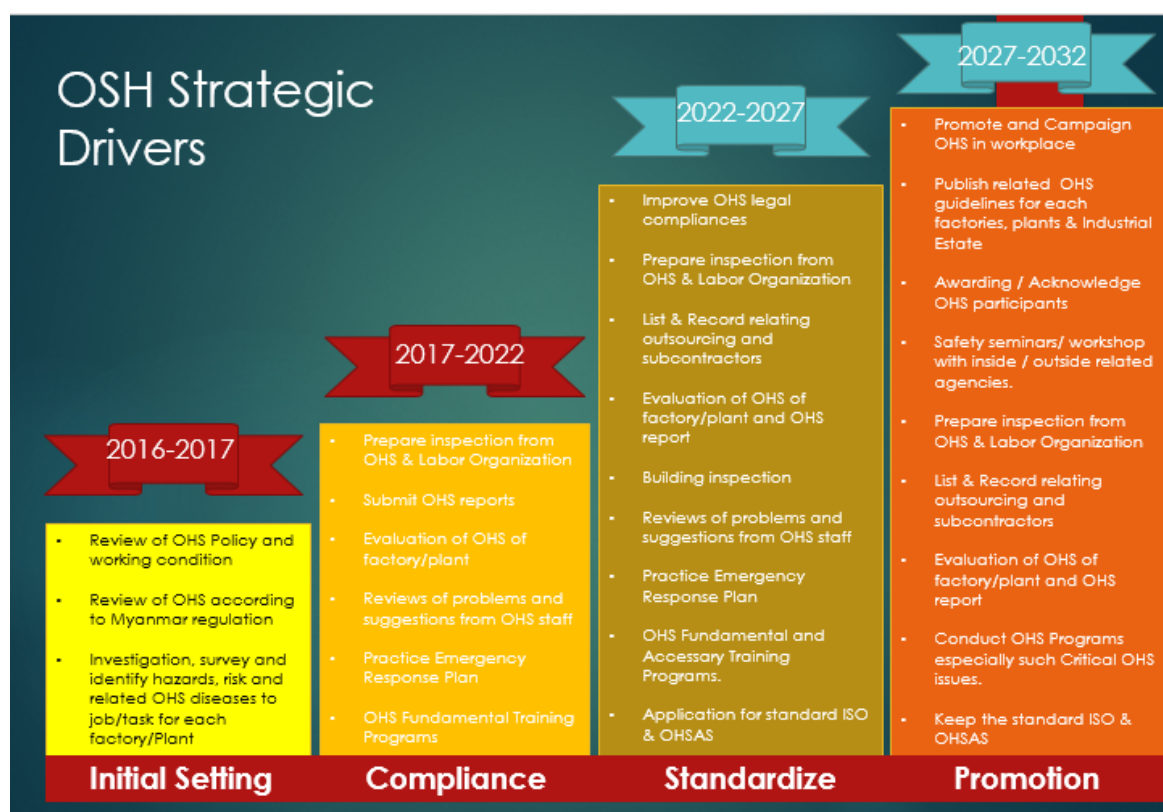 OSH Strategic
Drivers
2016-2017
▪ Review of OHS Policy and
working condition
▪ Review of OHS according
to Myanmar regulation
▪ Investigation, survey and
identify hazards, risk and
related OHS diseases to
job/task for each
factory/Plant
Initial Setting
2017-2022
▪ Prepare inspection from
OHS & Labor Organization
▪ Submit OHS reports
▪ Evaluation of OHS of
factory/plant
▪ Reviews of problems and
suggestions from OHS staff
▪ Practice Emergency
Response Plan
▪ OHS Fundamental Training
Programs
Compliance
2022-2027
▪ Improve OHS legal
compliances
▪ Prepare inspection from
OHS & Labor Organization
▪ List & Record relating
outsourcing and
subcontractors
▪ Evaluation of OHS of
factory/plant and OHS
report
▪ Building inspection
▪ Reviews of problems and
suggestions from OHS staff
▪ Practice Emergency
Response Plan
▪ OHS Fundamental and
Accessary Training
Programs.
▪ Application for standard ISO
& OHSAS
Standardize
2027-2032
▪ Promote and Campaign
OHS in workplace
▪ Publish related OHS
guidelines for each
factories, plants & Industrial
Estate
▪ Awarding / Acknowledge
OHS participants
▪ Safety seminars/ workshop
with inside / outside related
agencies.
▪ Prepare inspection from
OHS & Labor Organization
▪ List & Record relating
outsourcing and
subcontractors
▪ Evaluation of OHS of
factory/plant and OHS
report
▪ Conduct OHS Programs
especially such Critical OHS
issues.
▪ Keep the standard ISO &
OHSAS
Promotion